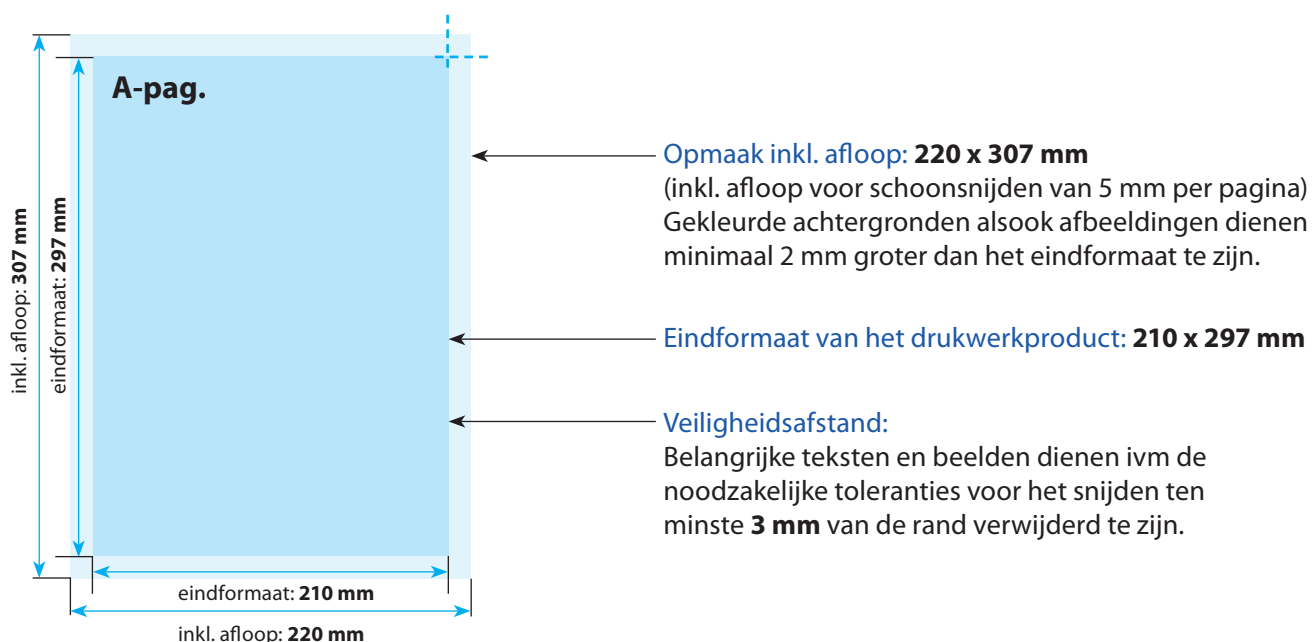 A-pag.
inkl. afloop: 307 mm
eindformaat: 297 mm
Opmaak inkl. afloop: 220 x 307 mm
(inkl. afloop voor schoonsnijden van 5 mm per pagina)
Gekleurde achtergronden alsook afbeeldingen dienen
minimaal 2 mm groter dan het eindformaat te zijn.
Eindformaat van het drukwerkproduct: 210 x 297 mm
Veiligheidsafstand:
Belangrijke teksten en beelden dienen ivm de
noodzakelijke toleranties voor het snijden ten
minste 3 mm van de rand verwijderd te zijn.
eindformaat: 210 mm
inkl. afloop: 220 mm